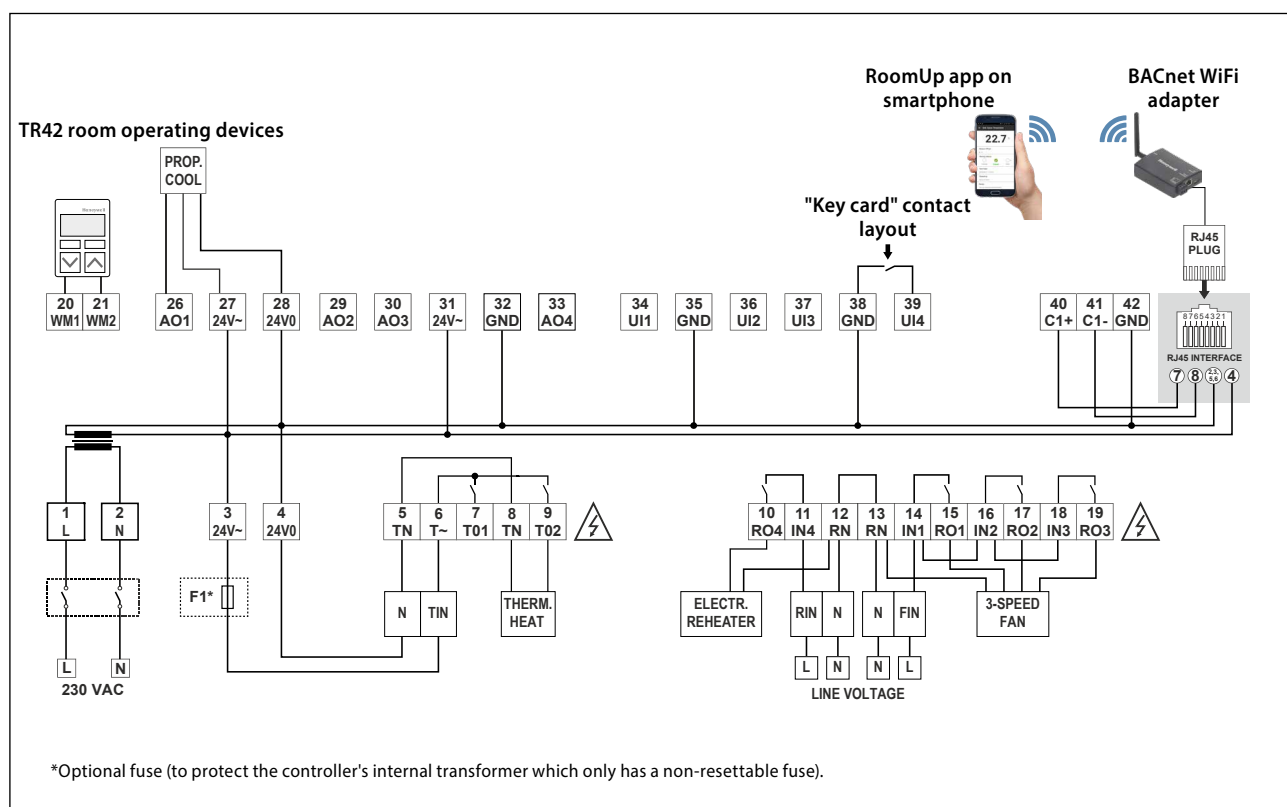 RoomUp app on
smartphone
BACnet WiFi
adapter
TR42 room operating devices
PROP.
COOL
22.7
Honeywell
"Key card" contact
layout
RJ45
PLUG
20
WM1
21
WM2
26
AO1
27
24V~
28
24V0
29
AO2
30
AO3
31
24V~
32
GND
33
AO4
34
UI1
35
GND
36
UI2
37
UI3
38
GND
39
UI4
40
C1+
41
C1-
42
GND
87654321
RJ45 INTERFACE
7
8
2,3,
5,6
4
1
L
2
N
3
24V~
4
24V0
5
TN
6
T~
7
T01
8
TN
9
T02
10
RO4
11
IN4
12
RN
13
RN
14
IN1
15
RO1
16
IN2
17
RO2
18
IN3
19
RO3
F1*
N
TIN
THERM.
HEAT
ELECTR.
REHEATER
RIN
N
N
FIN
3-SPEED
FAN
L
N
230 VAC
L
N
N
L
LINE VOLTAGE
*Optional fuse (to protect the controller's internal transformer which only has a non-resettable fuse).